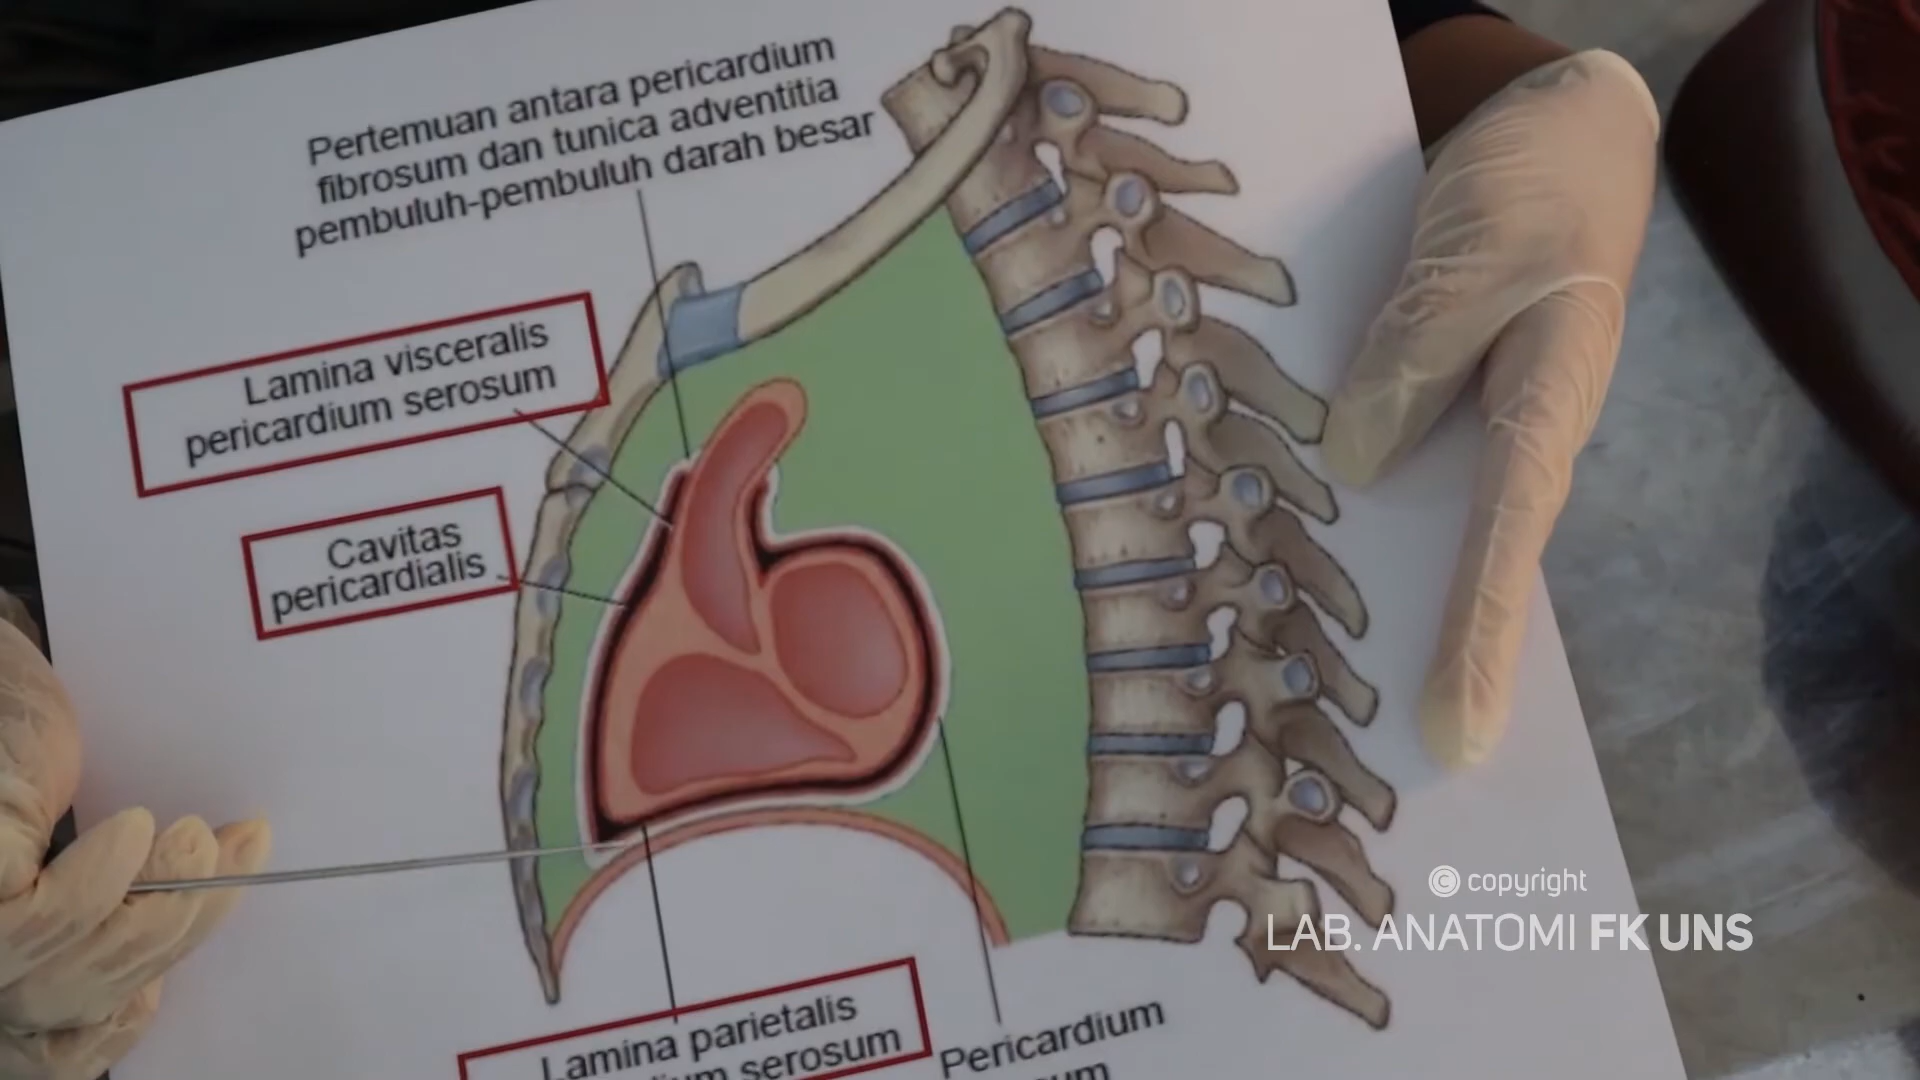 Pertemuan antara pericardium
fibrosum dan tunica adventitia
pembuluh-pembuluh darah besar
Lamina visceralis
pericardium serosum
Cavitas
pericardialis
Lamina parietalis
serosum
Pericardium
© copyright
LAB. ANATOMI FK UNS